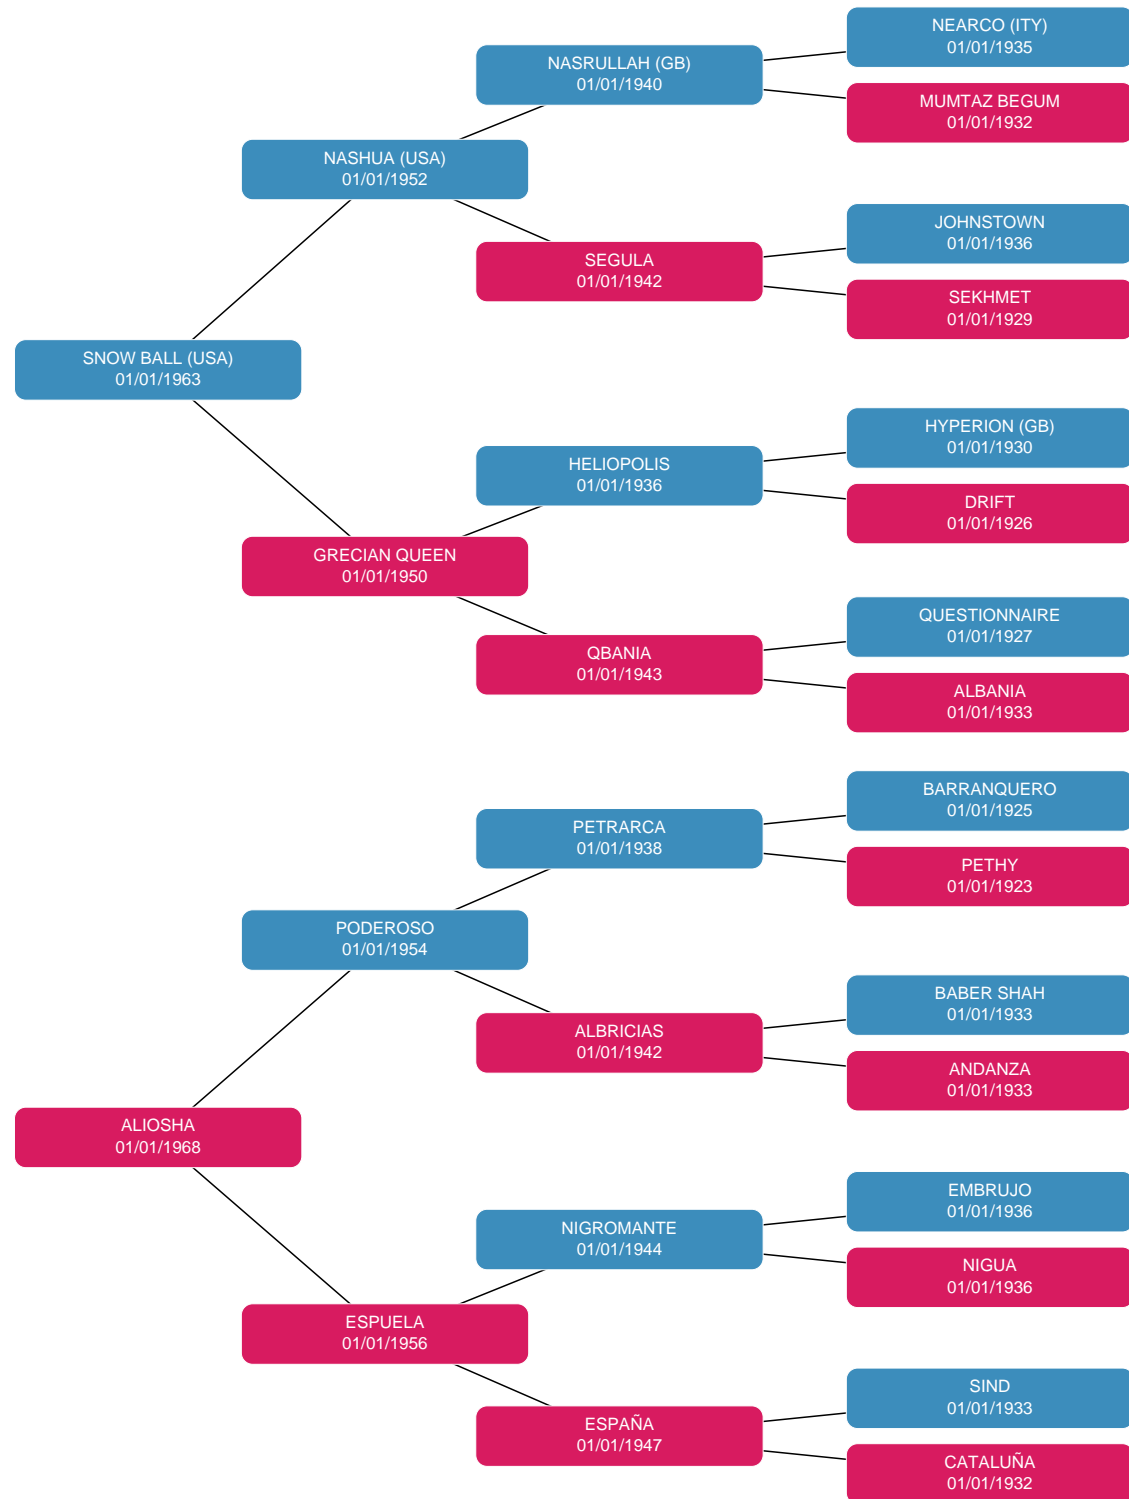 NEARCO (ITY)
01/01/1935
NASRULLAH (GB)
01/01/1940
MUMTAZ BEGUM
01/01/1932
NASHUA (USA)
01/01/1952
JOHNSTOWN
01/01/1936
SEGULA
01/01/1942
SEKHMET
01/01/1929
SNOW BALL (USA)
01/01/1963
HYPERION (GB)
01/01/1930
HELIOPOLIS
01/01/1936
DRIFT
01/01/1926
GRECIAN QUEEN
01/01/1950
QUESTIONNAIRE
01/01/1927
QBANIA
01/01/1943
ALBANIA
01/01/1933
BARRANQUERO
01/01/1925
PETRARCA
01/01/1938
PETHY
01/01/1923
PODEROSO
01/01/1954
BABER SHAH
01/01/1933
ALBRICIAS
01/01/1942
ANDANZA
01/01/1933
ALIOSHA
01/01/1968
EMBRUJO
01/01/1936
NIGROMANTE
01/01/1944
NIGUA
01/01/1936
ESPUELA
01/01/1956
SIND
01/01/1933
ESPAÑA
01/01/1947
CATALUÑA
01/01/1932